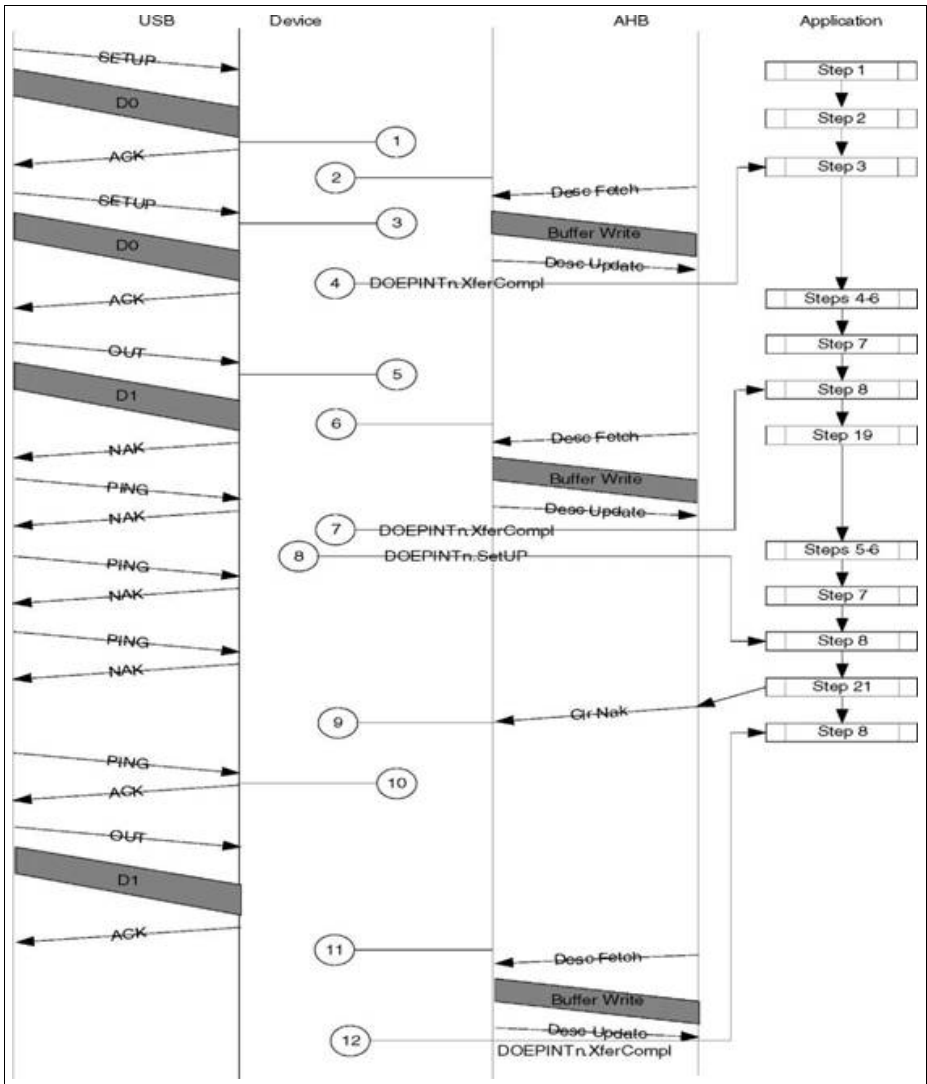 USB
Device
AHB
Application
SETUP
Step 1
D0
Step 2
1
ACK
Step 3
2
Desc Fetch
SETUP
3
Buffer Write
D0
Desc Update
4
DOEPINTn.XferCompl
ACK
Steps 4-6
OUT
Step 7
5
D1
Step 8
6
Desc Fetch
Step 19
NAK
Buffer Write
PING
Desc Update
NAK
7
DOEPINTn.XferCompl
8
DOEPINTn.SetUP
Steps 5-6
PING
NAK
Step 7
PING
Step 8
NAK
Step 21
Clr Nak
9
Step 8
PING
10
ACK
OUT
D1
ACK
11
Desc Fetch
Buffer Write
Desc Update
12
DOEPINTn.XferCompl